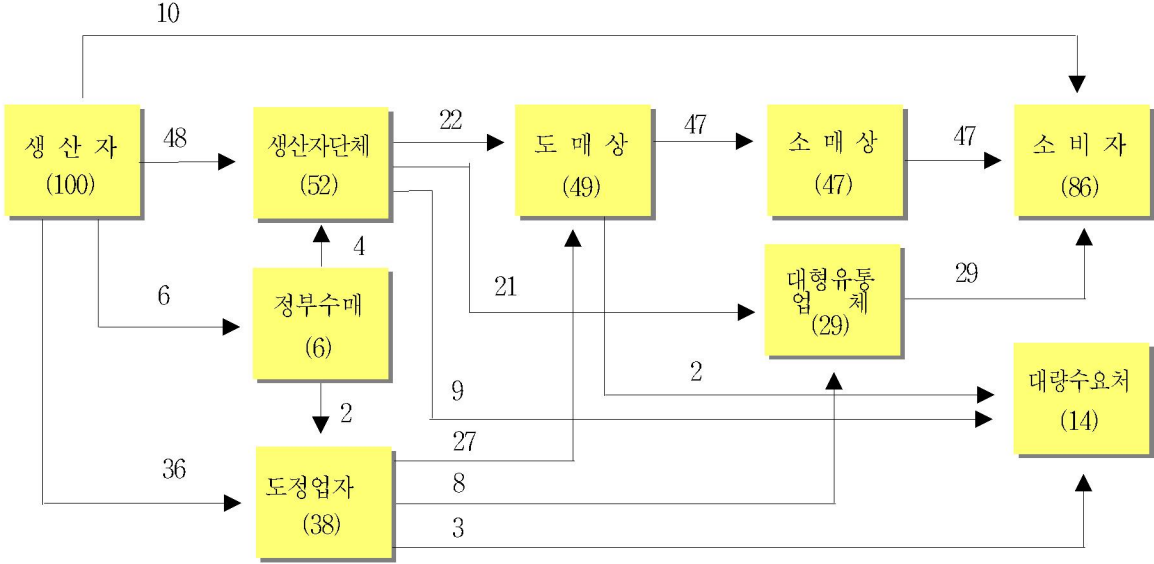 10
생 산 자
(100)
48
생산자단체
(52)
22
도 매 상
(49)
47
소 매 상
(47)
47
소 비 자
(86)
4
6
정부수매
(6)
21
대형유통
업 체
(29)
29
2
9
2
대량수요처
(14)
36
도정업자
(38)
27
8
3